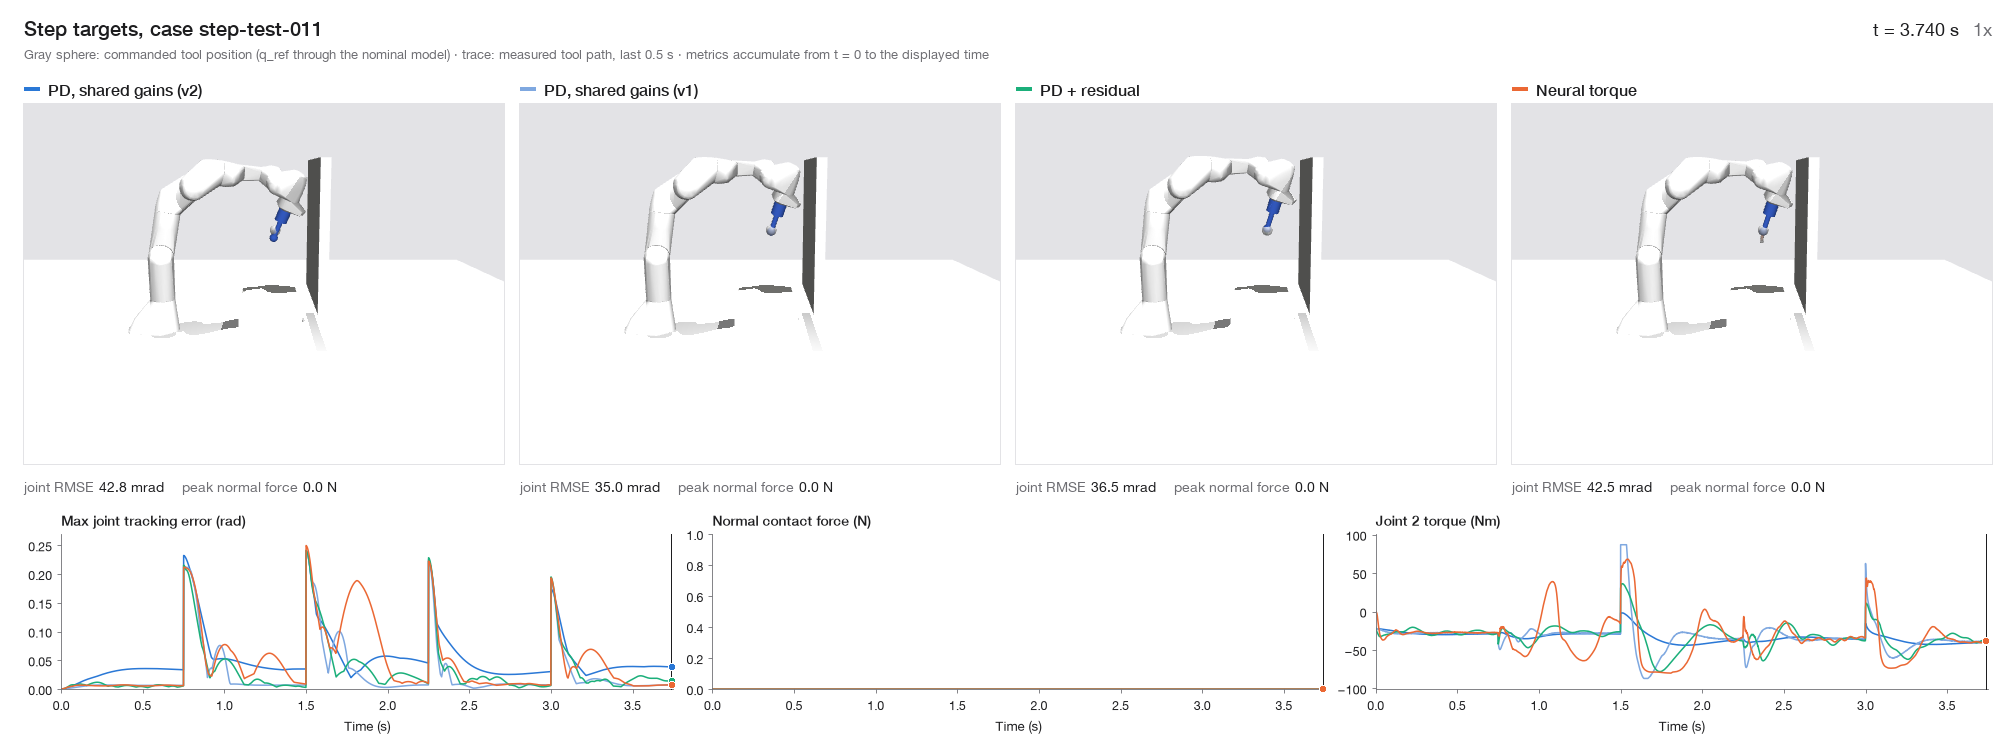 Step targets, case step-test-011
t = 3.740 s 1x
Gray sphere: commanded tool position (q_ref through the nominal model) · trace: measured tool path, last 0.5 s · metrics accumulate from t = 0 to the displayed time
PD, shared gains (v2)
PD, shared gains (v1)
PD + residual
Neural torque
joint RMSE 42.8 mrad peak normal force 0.0 N
joint RMSE 35.0 mrad peak normal force 0.0 N
joint RMSE 36.5 mrad peak normal force 0.0 N
joint RMSE 42.5 mrad peak normal force 0.0 N
Max joint tracking error (rad)
0.25
0.20
0.15
0.10
0.05
0.00
0.0 0.5 1.0 1.5 2.0 2.5 3.0 3.5
Time (s)
Normal contact force (N)
1.0
0.8
0.6
0.4
0.2
0.0
0.0 0.5 1.0 1.5 2.0 2.5 3.0 3.5
Time (s)
Joint 2 torque (Nm)
100
50
0
−50
−100
0.0 0.5 1.0 1.5 2.0 2.5 3.0 3.5
Time (s)